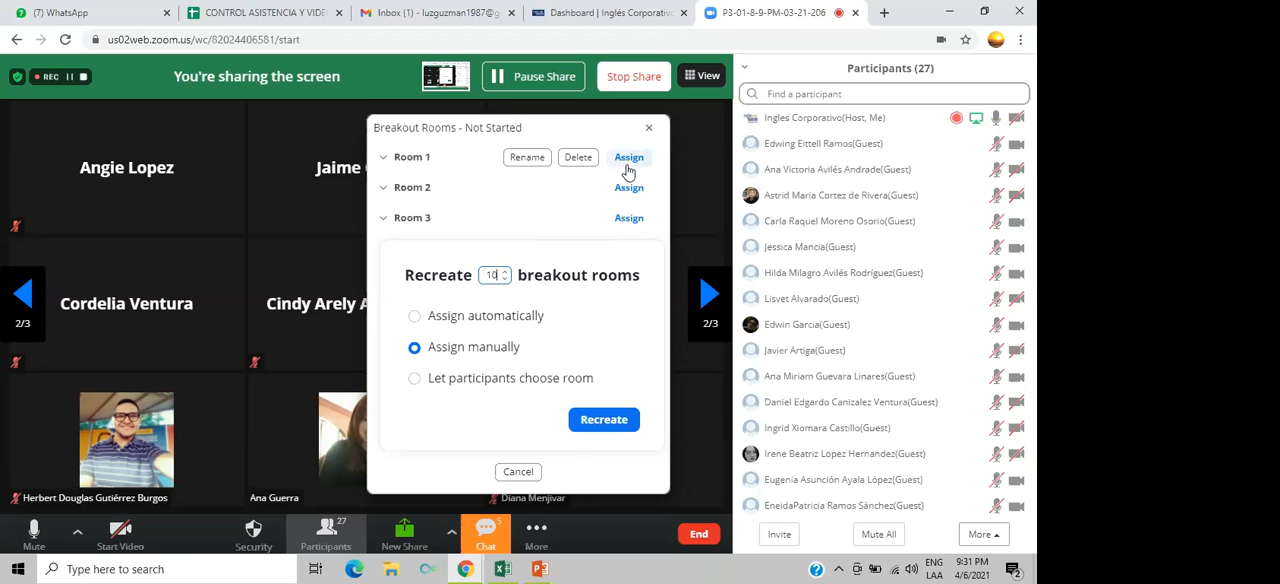 (7) WhatsApp
CONTROL ASISTENCIA Y VIDE
Inbox (1) - luzguzman1987@g
Dashboard | Inglés Corporativo
P3-01-8-9-PM-03-21-206
us02web.zoom.us/wc/82024406581/start
REC
You're sharing the screen
Pause Share
Stop Share
View
Participants (27)
Find a participant
Ingles Corporativo(Host, Me)
Edwing Eittell Ramos(Guest)
Ana Victoria Avilés Andrade(Guest)
Astrid Maria Cortez de Rivera(Guest)
Carla Raquel Moreno Osorío(Guest)
Jessica Mancia(Guest)
Hilda Milagro Avilés Rodríguez(Guest)
Lisvet Alvarado(Guest)
Edwin Garcia(Guest)
Javier Artiga(Guest)
Ana Miriam Guevara Linares(Guest)
Daniel Edgardo Canizalez Ventura(Guest)
Ingrid Xiomara Castillo(Guest)
Irene Beatriz Lopez Hernandez(Guest)
Eugenía Asunción Ayala López(Guest)
EneidaPatricia Ramos Sánchez(Guest)
Invite
Mute All
More
Angie Lopez
Jaime
Cordelia Ventura
Cindy Arely A
2/3
2/3
Herbert Douglas Gutiérrez Burgos
Ana Guerra
Diana Menjivar
Breakout Rooms - Not Started
Room 1
Rename
Delete
Assign
Room 2
Assign
Room 3
Assign
Recreate 10 breakout rooms
Assign automatically
Assign manually
Let participants choose room
Recreate
Cancel
Mute
Start Video
Security
27
Participants
New Share
5
Chat
More
End
Type here to search
ENG
LAA
9:31 PM
4/6/2021
2